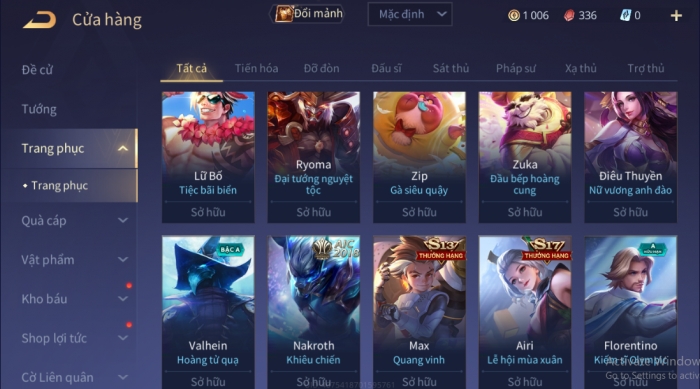 Cửa hàng
Đổi mảnh
Mặc định
1 006
336
0
Đề cử
Tướng
Trang phục
Trang phục
Quà cáp
Vật phẩm
Kho báu
Shop lợi tức
Cờ Liên quân
Tất cả Tiến hóa Đỡ đòn Đấu sĩ Sát thủ Pháp sư Xạ thủ Trợ thủ
Lữ Bố
Tiệc bãi biển
Sở hữu
Ryoma
Đại tướng nguyệt
tộc
Sở hữu
Zip
Gà siêu quậy
Sở hữu
Zuka
Đầu bếp hoàng
cung
Sở hữu
Điêu Thuyền
Nữ vương anh đào
Sở hữu
BẬC A
Valhein
Hoàng tử quạ
Sở hữu
AIC
2018
Nakroth
Khiêu chiến
Sở hữu
S13
THƯỞNG HẠNG
Max
Quang vinh
Sở hữu
S17
THƯỞNG HẠNG
Airi
Lễ hội mùa xuân
Sở hữu
A
Florentino
Kiếm sĩ Olympic
Sở hữu
Activate Window
Go to Settings to activ